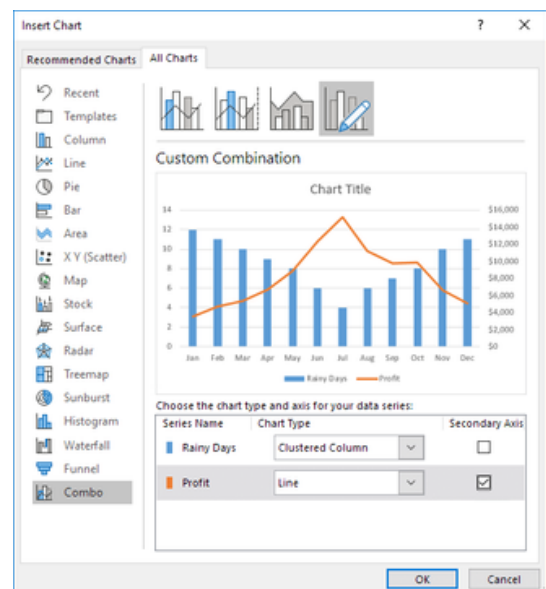 Insert Chart ? ×
Recommended Charts All Charts
Recent
Templates
Column
Line
Pie
Bar
Area
X Y (Scatter)
Map
Stock
Surface
Radar
Treemap
Sunburst
Histogram
Waterfall
Funnel
Combo
Custom Combination
Chart Title
14 $16,000
12 $14,000
10 $12,000
8 $10,000
6 $8,000
4 $6,000
2 $4,000
0 $2,000
$0
Jan Feb Mar Apr May Jun Jul Aug Sep Oct Nov Dec
Rainy Days Profit
Choose the chart type and axis for your data series:
Series Name Chart Type Secondary Axis
Rainy Days Clustered Column
Profit Line
OK Cancel